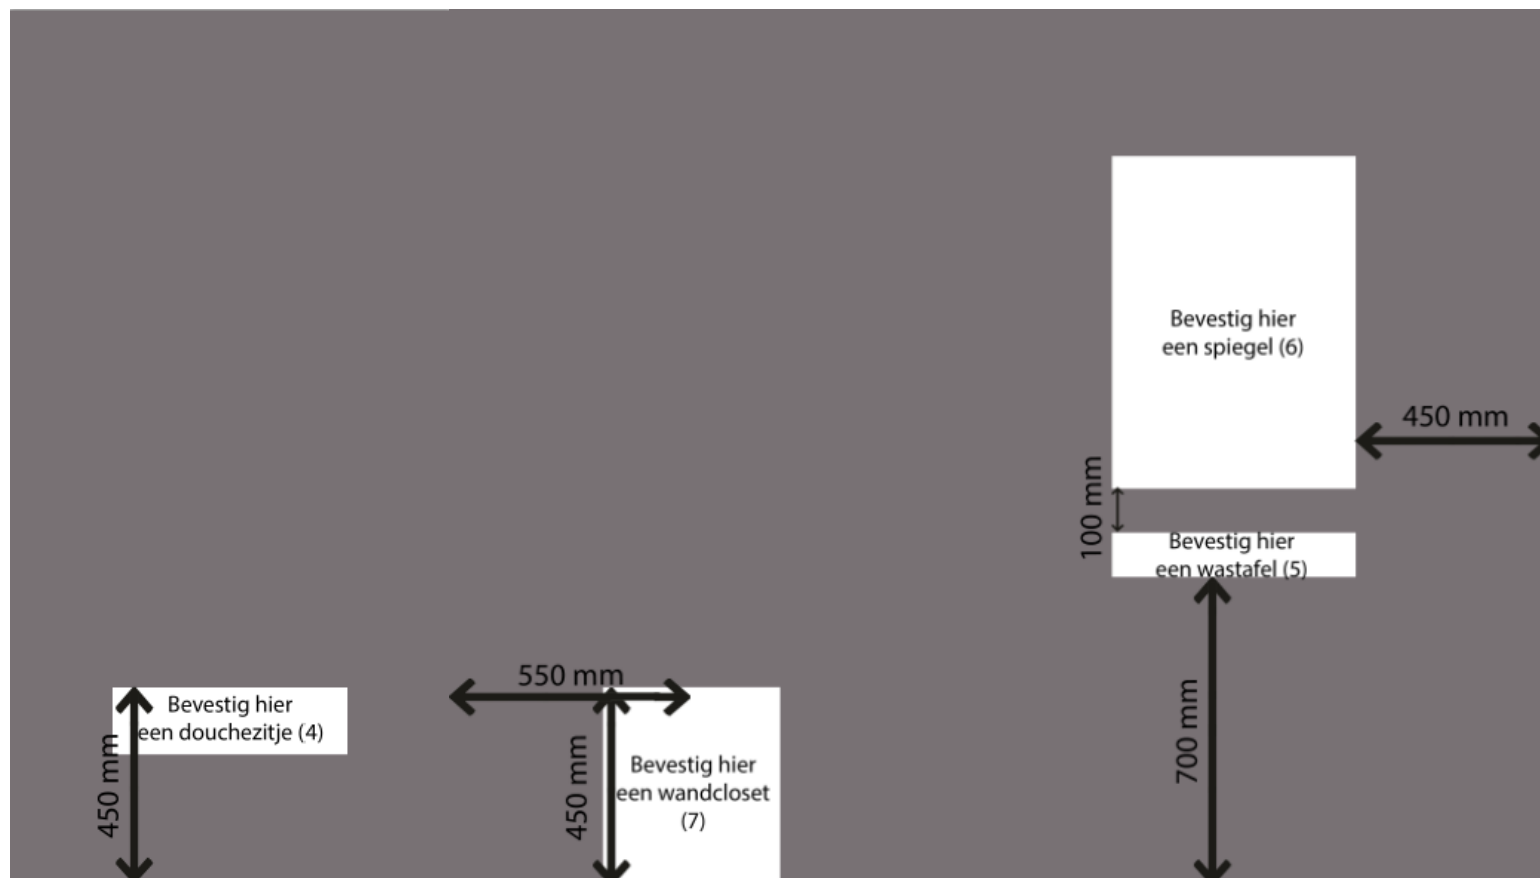 Bevestig hier
een spiegel (6)
450 mm
100 mm
Bevestig hier
een wastafel (5)
700 mm
550 mm
Bevestig hier
een douchezitje (4)
450 mm
450 mm
Bevestig hier
een wandcloset
(7)